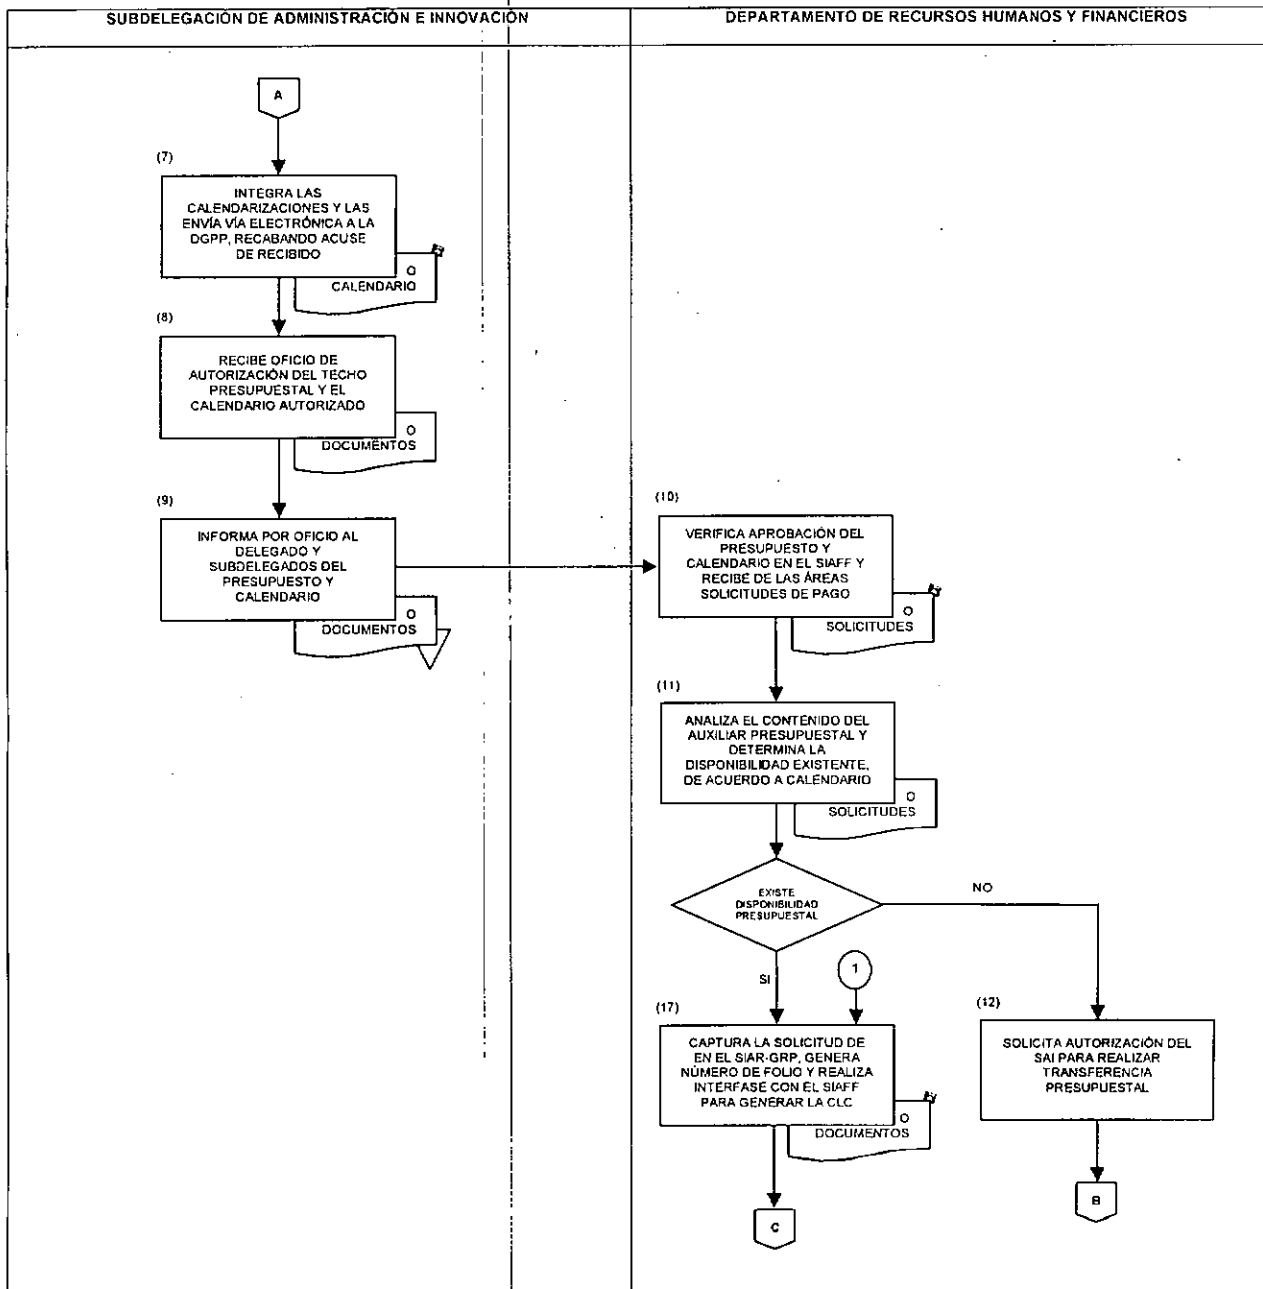 SUBDELEGACIÓN DE ADMINISTRACIÓN E INNOVACIÓN
DEPARTAMENTO DE RECURSOS HUMANOS Y FINANCIEROS
A
(7)
INTEGRA LAS
CALENDARIZACIONES Y LAS
ENVÍA VÍA ELECTRÓNICA A LA
DGPP, RECABANDO ACUSE
DE RECIBIDO
O
CALENDARIO
(8)
RECIBE OFICIO DE
AUTORIZACIÓN DEL TECHO
PRESUPUESTAL Y EL
CALENDARIO AUTORIZADO
O
DOCUMENTOS
(9)
INFORMA POR OFICIO AL
DELEGADO Y
SUBDELEGADOS DEL
PRESUPUESTO Y
CALENDARIO
O
DOCUMENTOS
(10)
VERIFICA APROBACIÓN DEL
PRESUPUESTO Y
CALENDARIO EN EL SIAFF Y
RECIBE DE LAS ÁREAS
SOLICITUDES DE PAGO
O
SOLICITUDES
(11)
ANALIZA EL CONTENIDO DEL
AUXILIAR PRESUPUESTAL Y
DETERMINA LA
DISPONIBILIDAD EXISTENTE,
DE ACUERDO A CALENDARIO
O
SOLICITUDES
EXISTE
DISPONIBILIDAD
PRESUPUESTAL
NO
SI
1
(17)
CAPTURA LA SOLICITUD DE
EN EL SIAR-GRP, GENERA
NÚMERO DE FOLIO Y REALIZA
INTERFASE CON EL SIAFF
PARA GENERAR LA CLC
O
DOCUMENTOS
(12)
SOLICITA AUTORIZACIÓN DEL
SAI PARA REALIZAR
TRANSFERENCIA
PRESUPUESTAL
C
B